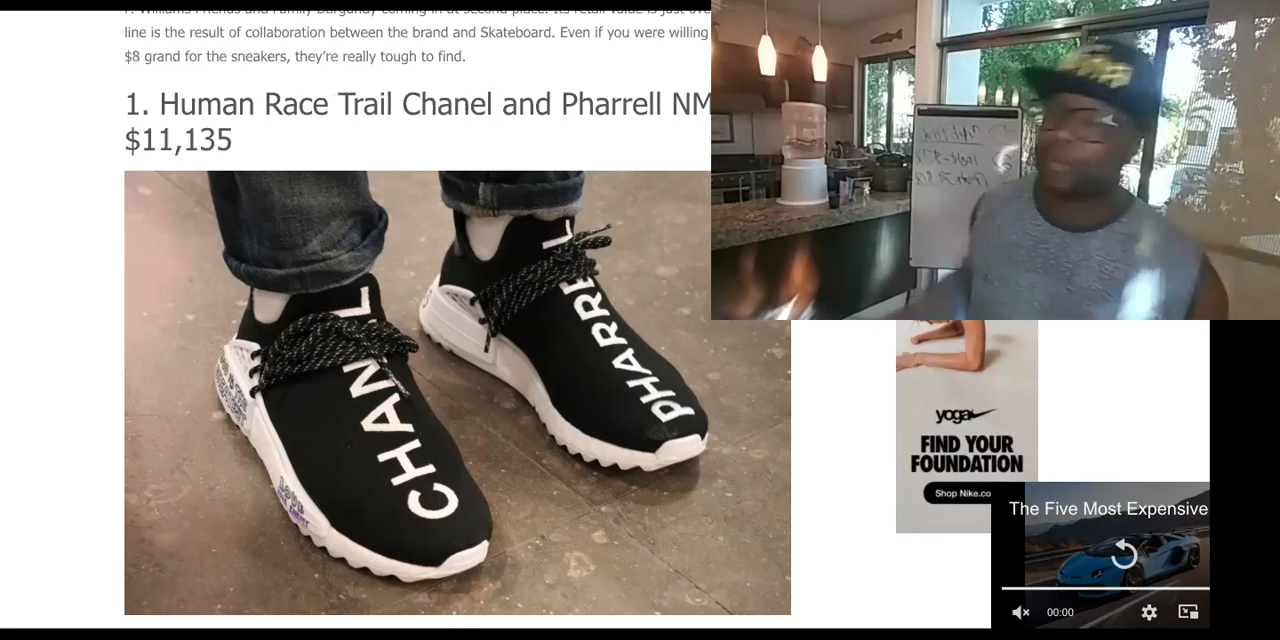 line is the result of collaboration between the brand and Skateboard. Even if you were willing
$8 grand for the sneakers, they're really tough to find.
1. Human Race Trail Chanel and Pharrell NM
$11,135
CHANEL
PHARREL
yoga
FIND YOUR
FOUNDATION
Shop Nike.co
The Five Most Expensive
00:00